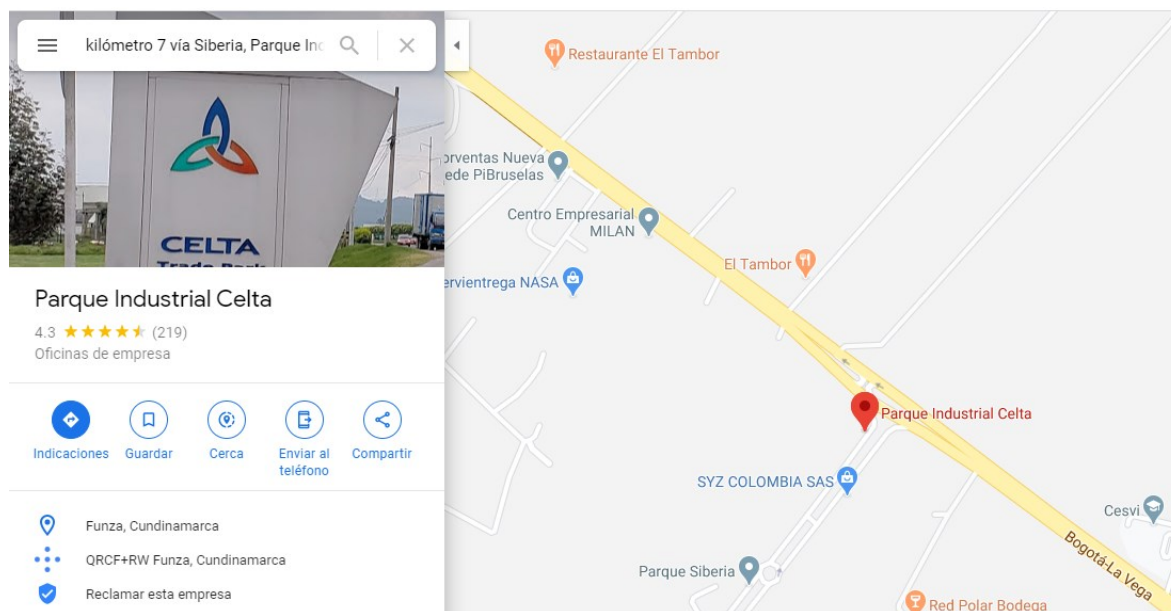 kilómetro 7 vía Siberia, Parque Inc
CELTA
Trade Park
Parque Industrial Celta
4.3 (219)
Oficinas de empresa
Indicaciones
Guardar
Cerca
Enviar al
teléfono
Compartir
Funza, Cundinamarca
QRCF+RW Funza, Cundinamarca
Reclamar esta empresa
Restaurante El Tambor
orventas Nueva
ede PiBruselas
Centro Empresarial
MILAN
El Tambor
ervientrega NASA
Parque Industrial Celta
SYZ COLOMBIA SAS
Cesvi
Bogotá-La Vega
Parque Siberia
Red Polar Bodega